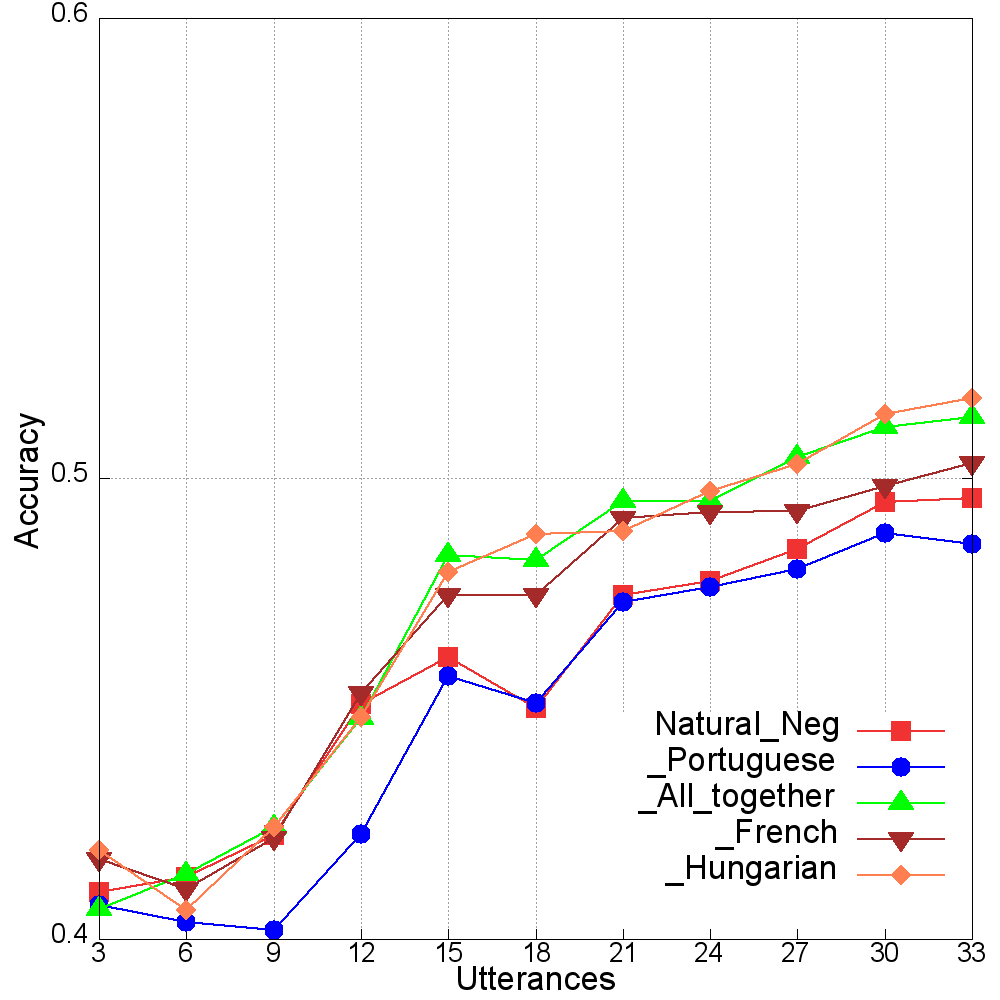 0.6
0.5
0.4
Accuracy
Natural_Neg
_Portuguese
_All_together
_French
_Hungarian
3 6 9 12 15 18 21 24 27 30 33
Utterances